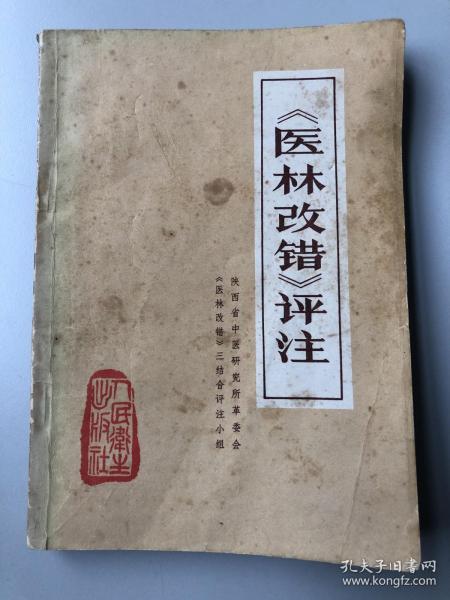 《医林改错》评注
陕西省中医研究所革委会
《医林改错》三结合评注小组
人民衛生
出版社
孔夫子旧书网
www.kongfz.com